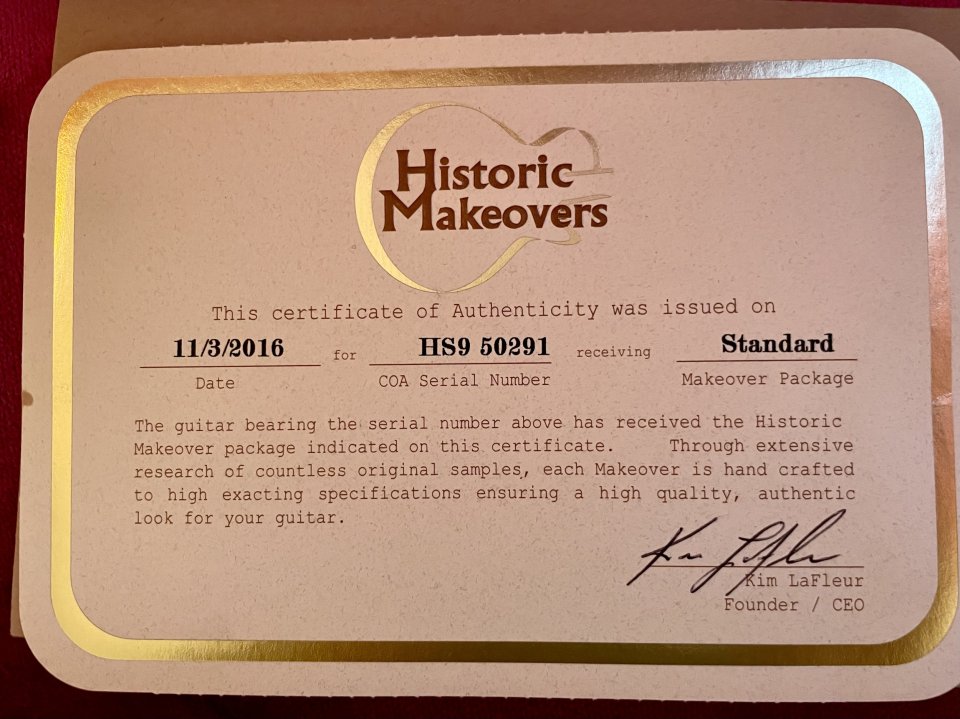 Historic
Makeovers
This certificate of Authenticity was issued on
11/3/2016 for HS9 50291 receiving Standard
Date COA Serial Number Makeover Package
The guitar bearing the serial number above has received the Historic
Makeover package indicated on this certificate. Through extensive
research of countless original samples, each Makeover is hand crafted
to high exacting specifications ensuring a high quality, authentic
look for your guitar.
Kim LaFleur
Kim LaFleur
Founder / CEO